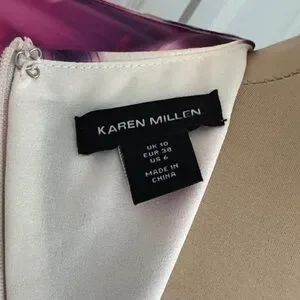 KAREN MILLEN
UK 10
EUR 38
US 6
MADE IN
CHINA